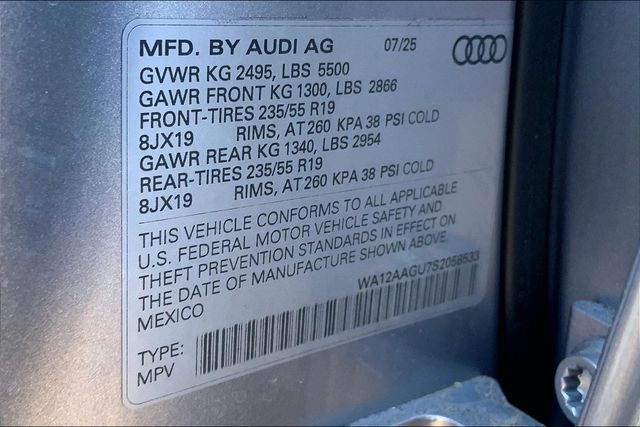 MFD. BY AUDI AG 07/25
GVWR KG 2495, LBS 5500
GAWR FRONT KG 1300, LBS 2866
FRONT-TIRES 235/55 R19
8JX19 RIMS, AT 260 KPA 38 PSI COLD
GAWR REAR KG 1340, LBS 2954
REAR-TIRES 235/55 R19
8JX19 RIMS, AT 260 KPA 38 PSI COLD
THIS VEHICLE CONFORMS TO ALL APPLICABLE
U.S. FEDERAL MOTOR VEHICLE SAFETY AND
THEFT PREVENTION STANDARDS IN EFFECT ON
THE DATE OF MANUFACTURE SHOWN ABOVE.
MEXICO WA12AAGU7S2058533
TYPE:
MPV